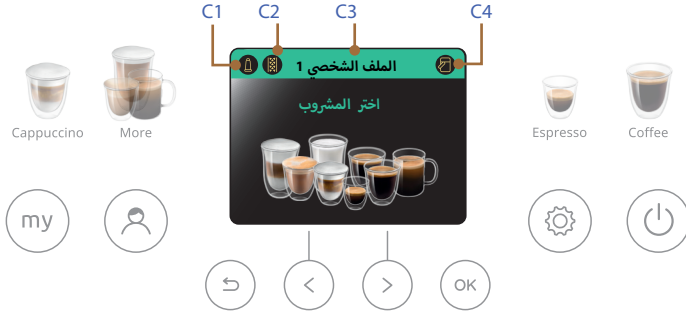 C1 C2 C3 C4
الملف الشخصي 1
اختر المشروب
Cappuccino More Espresso Coffee
my
OK